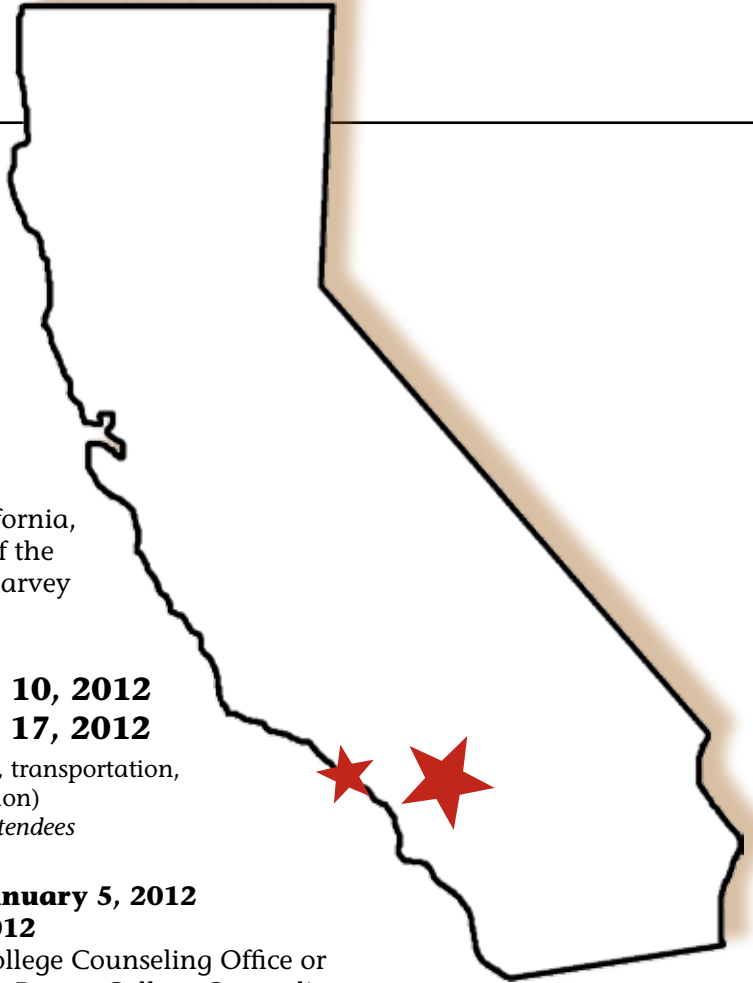 fornia,
f the
arvey
10, 2012
17, 2012
, transportation,
on)
tendees
nuary 5, 2012
012
ollege Counseling Office or